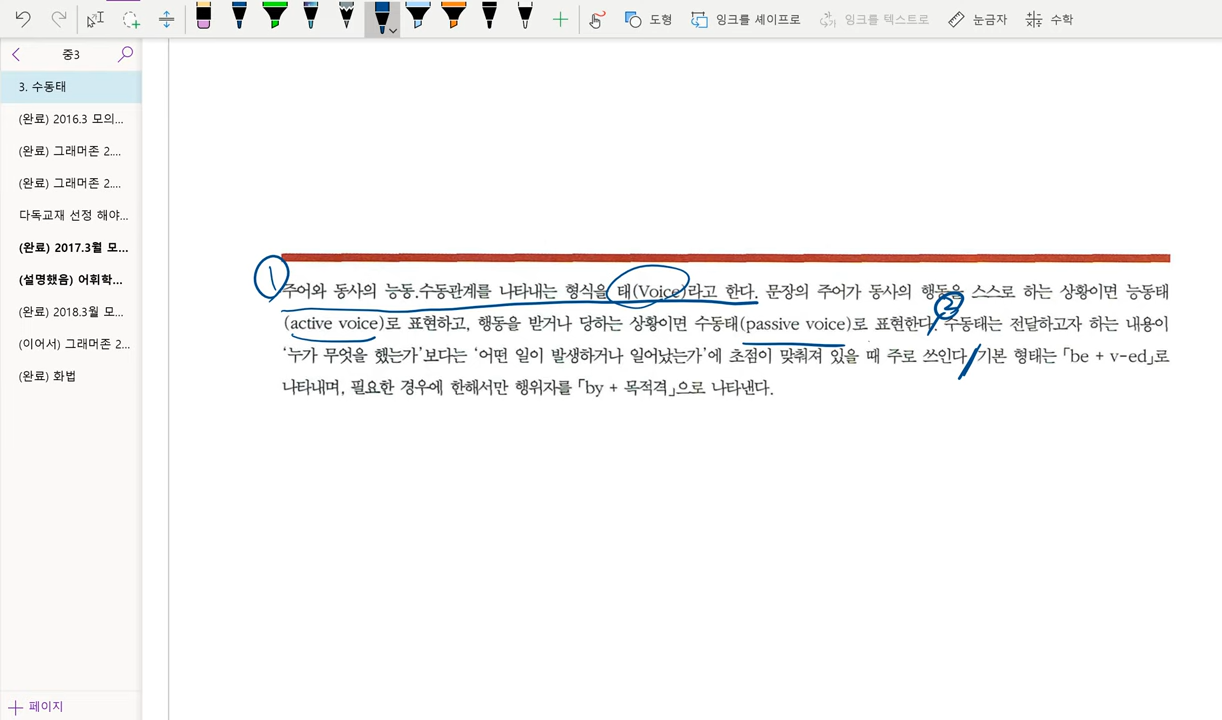 도형
잉크를 셰이프로
잉크를 텍스트로
눈금자
수학
중3
3. 수동태
(완료) 2016.3 모의...
(완료) 그래머존 2....
(완료) 그래머존 2....
다독교재 선정 해야...
(완료) 2017.3월 모...
(설명했음) 어휘학...
(완료) 2018.3월 모...
(이어서) 그래머존 2...
(완료) 화법
페이지
①
주어와 동사의 능동.수동관계를 나타내는 형식을 태(Voice)라고 한다. 문장의 주어가 동사의 행동을 스스로 하는 상황이면 능동태
②
(active voice)로 표현하고, 행동을 받거나 당하는 상황이면 수동태(passive voice)로 표현한다. 수동태는 전달하고자 하는 내용이
‘누가 무엇을 했는가’보다는 ‘어떤 일이 발생하거나 일어났는가’에 초점이 맞춰져 있을 때 주로 쓰인다. 기본 형태는 「be + v-ed」로
나타내며, 필요한 경우에 한해서만 행위자를 「by + 목적격」으로 나타낸다.